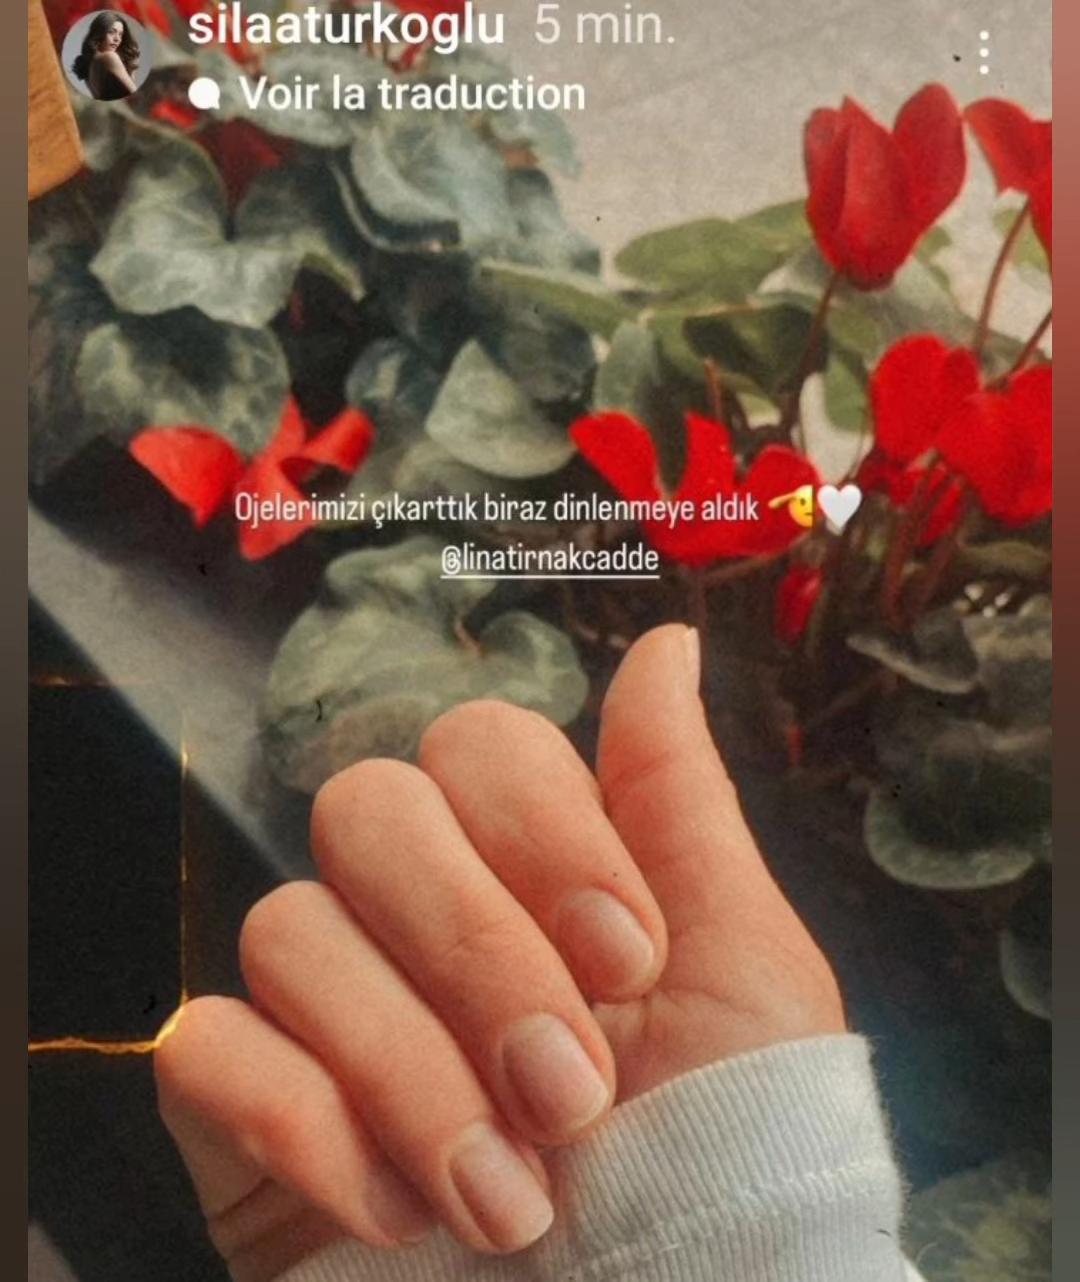 silaaturkoglu 5 min.
Voir la traduction
Ojelerimizi çıkarttık biraz dinlenmeye aldık 🫡🤍
@linatirnakcadde